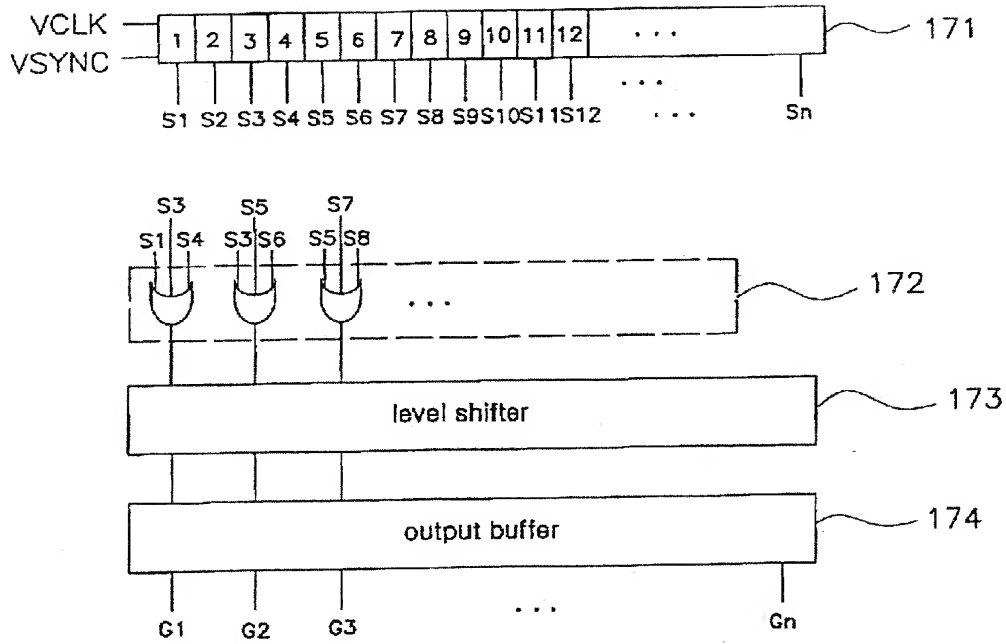 VCLK
VSYNC
1 2 3 4 5 6 7 8 9 10 11 12 ...
171
...
S1 S2 S3 S4 S5 S6 S7 S8 S9 S10 S11 S12 ... Sn
S3 S5 S7
S1 S4 S3 S6 S5 S8
...
172
level shifter
173
output buffer
174
G1 G2 G3 ... Gn